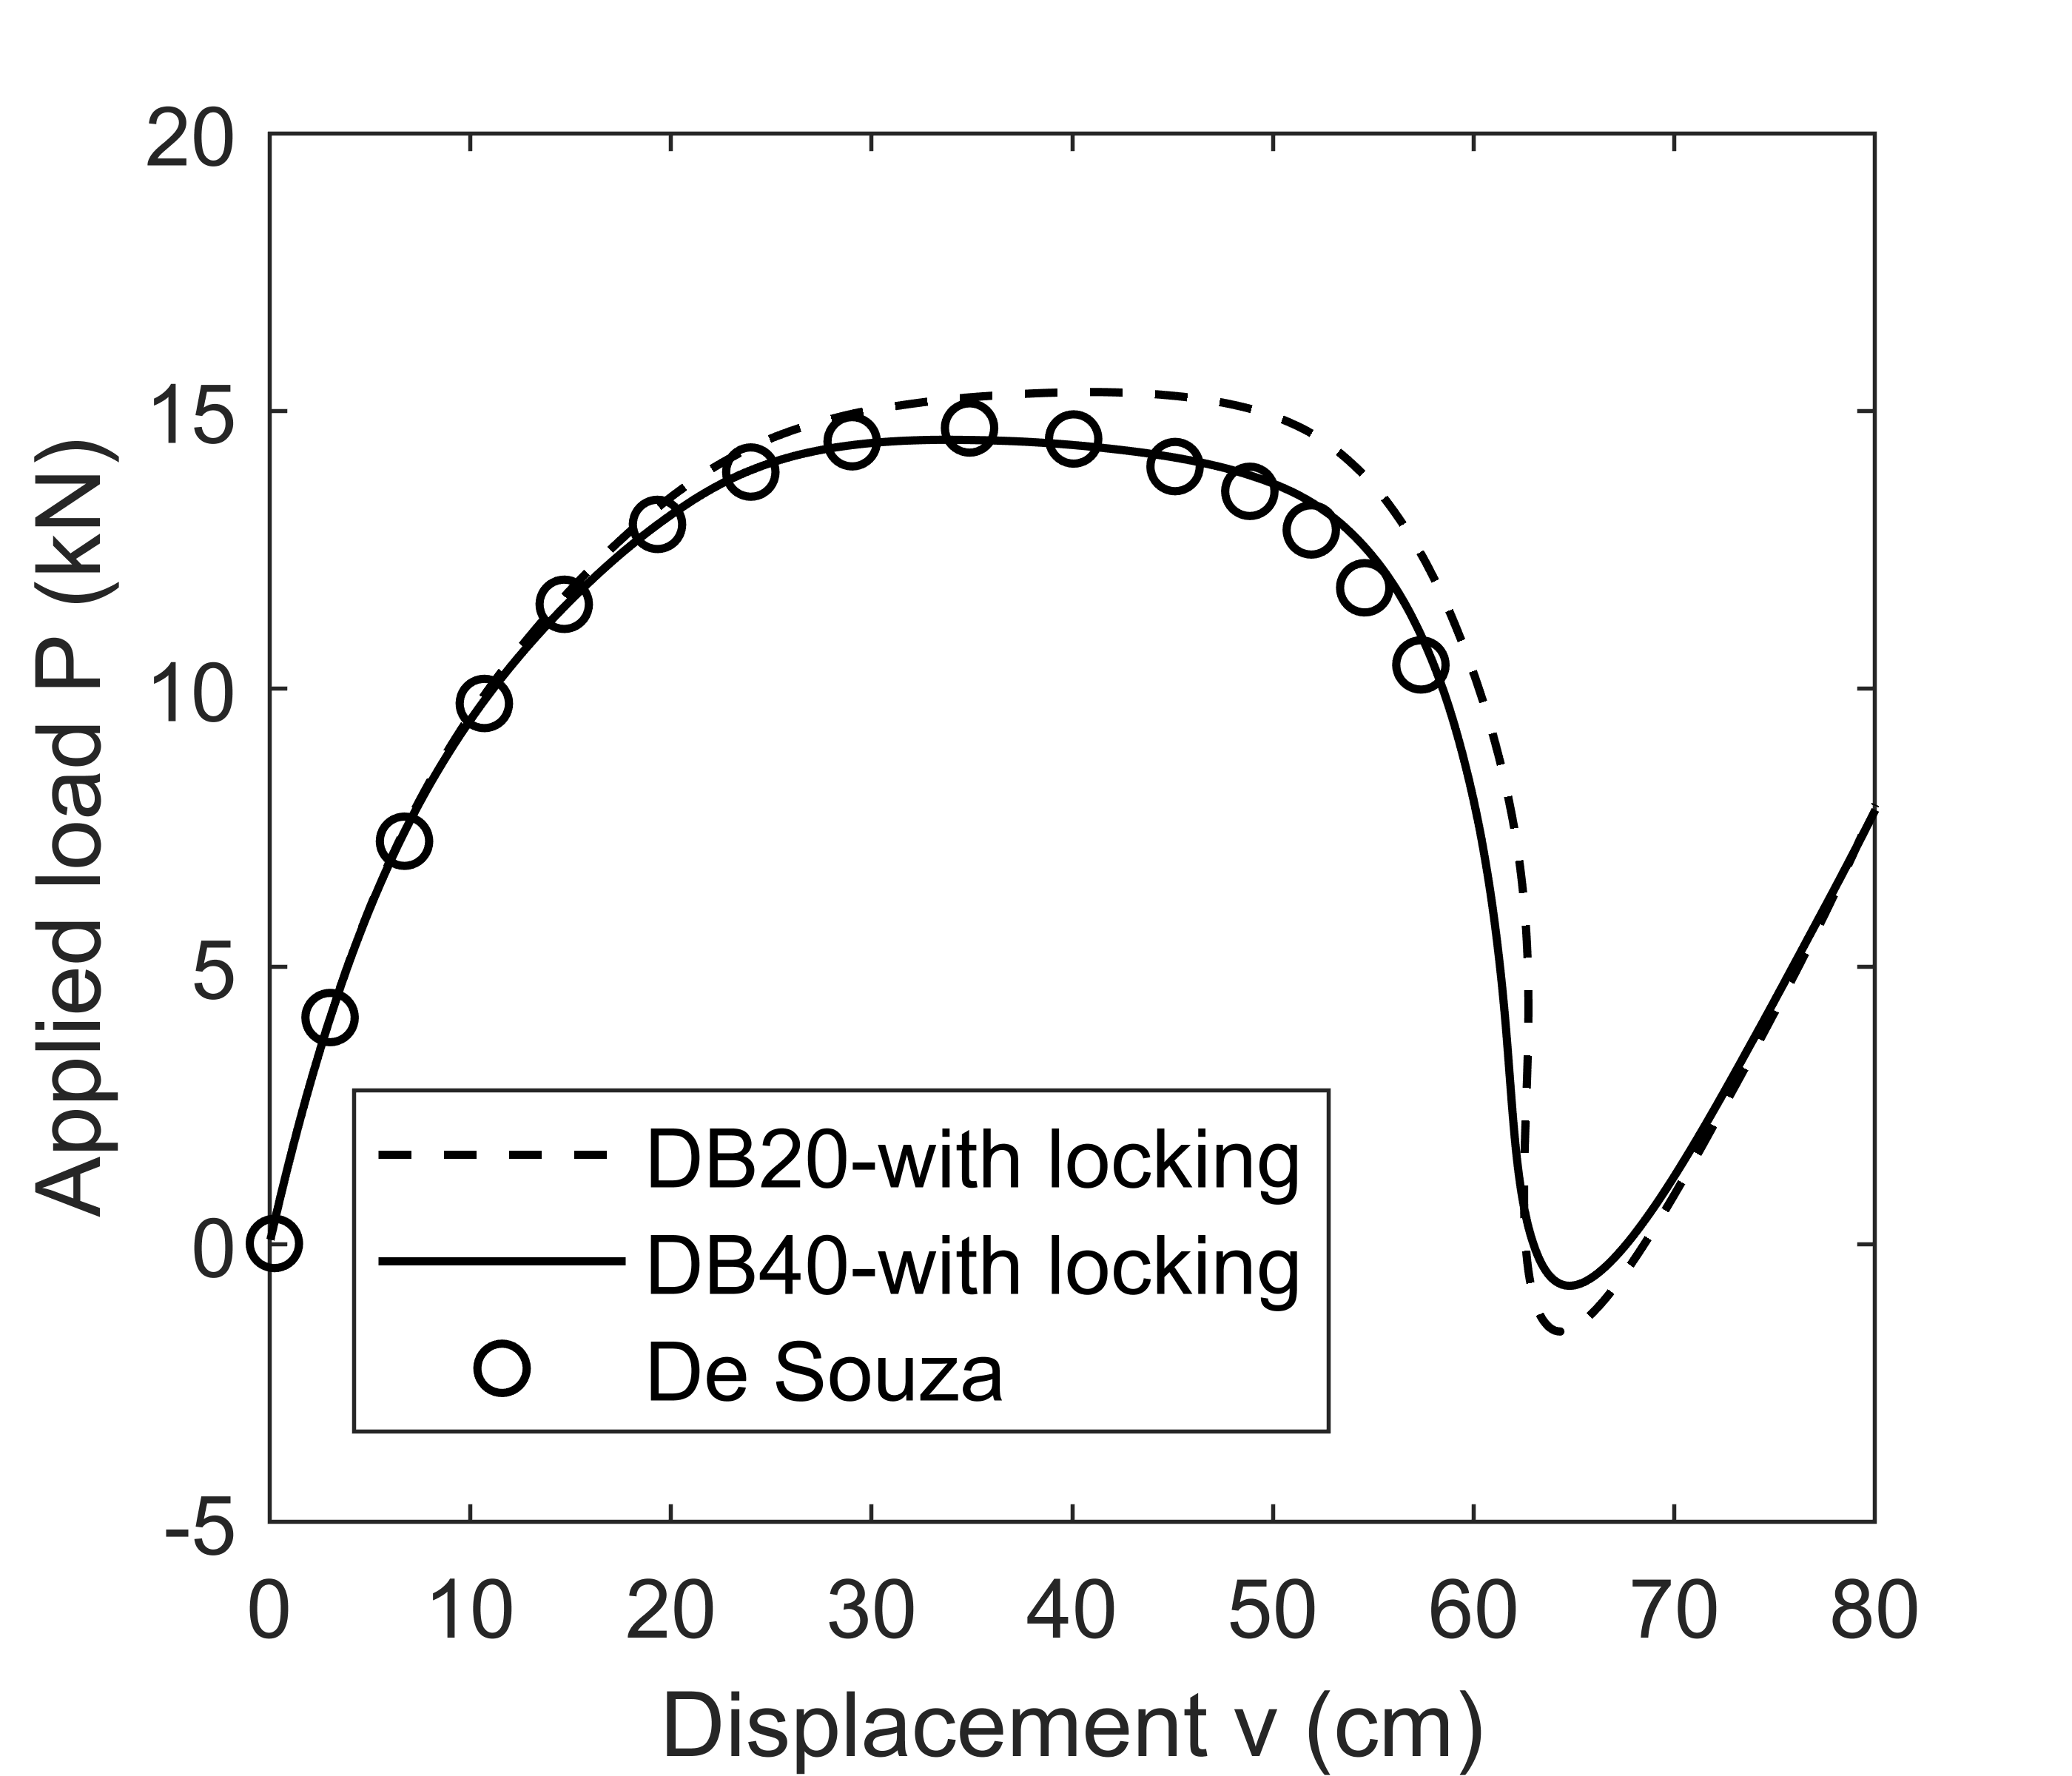 20
15
10
5
0
-5
Applied load P (kN)
DB20-with locking
DB40-with locking
De Souza
0 10 20 30 40 50 60 70 80
Displacement v (cm)